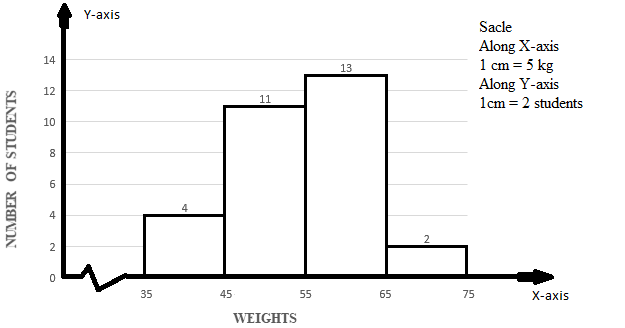 Y-axis
Sacle
Along X-axis
1 cm = 5 kg
Along Y-axis
1cm = 2 students
NUMBER OF STUDENTS
14
12
10
8
6
4
2
0
4
11
13
2
35 45 55 65 75
X-axis
WEIGHTS